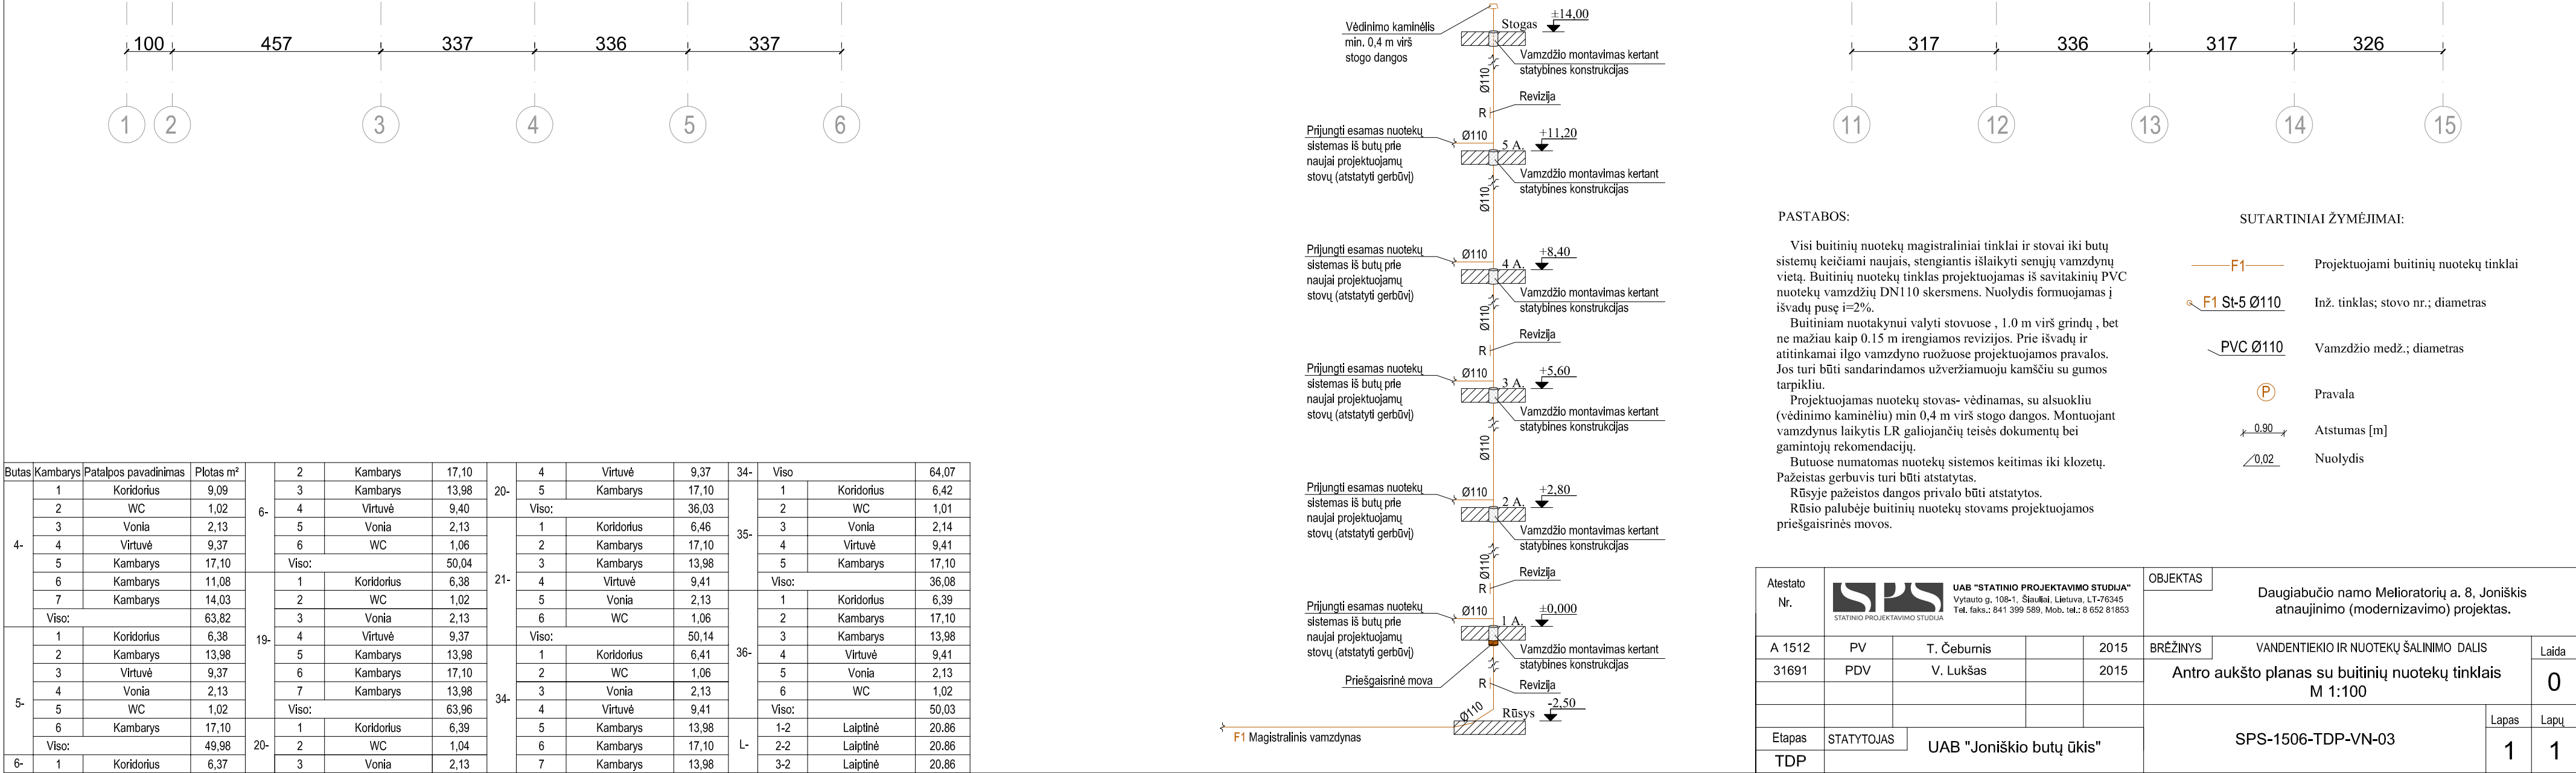 100 457 337 336 337
1 2 3 4 5 6
Vėdinimo kaminėlis
min. 0,4 m virš
stogo dangos
Stogas ±14,00
Vamzdžio montavimas kertant
statybines konstrukcijas
Ø110
Revizija
R
Prijungti esamas nuotekų
sistemas iš butų prie
naujai projektuojamų
stovų (atstatyti gerbūvį)
Ø110
5 A. +11,20
Vamzdžio montavimas kertant
statybines konstrukcijas
Ø110
Prijungti esamas nuotekų
sistemas iš butų prie
naujai projektuojamų
stovų (atstatyti gerbūvį)
Ø110
4 A. +8,40
Vamzdžio montavimas kertant
statybines konstrukcijas
Ø110
Revizija
R
Prijungti esamas nuotekų
sistemas iš butų prie
naujai projektuojamų
stovų (atstatyti gerbūvį)
Ø110
3 A. +5,60
Vamzdžio montavimas kertant
statybines konstrukcijas
Ø110
Prijungti esamas nuotekų
sistemas iš butų prie
naujai projektuojamų
stovų (atstatyti gerbūvį)
Ø110
2 A. +2,80
Vamzdžio montavimas kertant
statybines konstrukcijas
Ø110
Revizija
R
Prijungti esamas nuotekų
sistemas iš butų prie
naujai projektuojamų
stovų (atstatyti gerbūvį)
Ø110
1 A. ±0,000
Vamzdžio montavimas kertant
statybines konstrukcijas
Priešgaisrinė mova
R Revizija
Ø110
Rūsys -2,50
F1 Magistralinis vamzdynas
317 336 317 326
11 12 13 14 15
PASTABOS:
Visi buitinių nuotekų magistraliniai tinklai ir stovai iki butų
sistemų keičiami naujais, stengiantis išlaikyti senųjų vamzdynų
vietą. Buitinių nuotekų tinklas projektuojamas iš savitakinių PVC
nuotekų vamzdžių DN110 skersmens. Nuolydis formuojamas į
išvadų pusę i=2%.
Buitiniam nuotakynui valyti stovuose , 1.0 m virš grindų , bet
ne mažiau kaip 0.15 m irengiamos revizijos. Prie išvadų ir
atitinkamai ilgo vamzdyno ruožuose projektuojamos pravalos.
Jos turi būti sandarindamos užveržiamuoju kamščiu su gumos
tarpikliu.
Projektuojamas nuotekų stovas- vėdinamas, su alsuokliu
(vėdinimo kaminėliu) min 0,4 m virš stogo dangos. Montuojant
vamzdynus laikytis LR galiojančių teisės dokumentų bei
gamintojų rekomendacijų.
Butuose numatomas nuotekų sistemos keitimas iki klozetų.
Pažeistas gerbuvis turi būti atstatytas.
Rūsyje pažeistos dangos privalo būti atstatytos.
Rūsio palubėje buitinių nuotekų stovams projektuojamos
priešgaisrinės movos.
SUTARTINIAI ŽYMĖJIMAI:
F1 Projektuojami buitinių nuotekų tinklai
F1 St-5 Ø110 Inž. tinklas; stovo nr.; diametras
PVC Ø110 Vamzdžio medž.; diametras
P Pravala
0.90 Atstumas [m]
0,02 Nuolydis
Butas Kambarys Patalpos pavadinimas Plotas m²
4-
1 Koridorius 9,09
2 WC 1,02
3 Vonia 2,13
4 Virtuvė 9,37
5 Kambarys 17,10
6 Kambarys 11,08
7 Kambarys 14,03
Viso: 63,82
5-
1 Koridorius 6,38
2 Kambarys 13,98
3 Virtuvė 9,37
4 Vonia 2,13
5 WC 1,02
6 Kambarys 17,10
Viso: 49,98
6- 1 Koridorius 6,37
6-
2 Kambarys 17,10
3 Kambarys 13,98
4 Virtuvė 9,40
5 Vonia 2,13
6 WC 1,06
Viso: 50,04
19-
1 Koridorius 6,38
2 WC 1,02
3 Vonia 2,13
4 Virtuvė 9,37
5 Kambarys 13,98
6 Kambarys 17,10
7 Kambarys 13,98
Viso: 63,96
20-
1 Koridorius 6,39
2 WC 1,04
3 Vonia 2,13
20-
4 Virtuvė 9,37
5 Kambarys 17,10
Viso: 36,03
21-
1 Koridorius 6,46
2 Kambarys 17,10
3 Kambarys 13,98
4 Virtuvė 9,41
5 Vonia 2,13
6 WC 1,06
Viso: 50,14
34-
1 Koridorius 6,41
2 WC 1,06
3 Vonia 2,13
4 Virtuvė 9,41
5 Kambarys 13,98
6 Kambarys 17,10
7 Kambarys 13,98
34- Viso 64,07
35-
1 Koridorius 6,42
2 WC 1,01
3 Vonia 2,14
4 Virtuvė 9,41
5 Kambarys 17,10
Viso: 36,08
36-
1 Koridorius 6,39
2 Kambarys 17,10
3 Kambarys 13,98
4 Virtuvė 9,41
5 Vonia 2,13
6 WC 1,02
Viso: 50,03
L-
1-2 Laiptinė 20.86
2-2 Laiptinė 20.86
3-2 Laiptinė 20.86
Atestato
Nr.
SPS
STATINIO PROJEKTAVIMO STUDIJA
UAB "STATINIO PROJEKTAVIMO STUDIJA"
Vytauto g. 108-1, Šiauliai, Lietuva, LT-76345
Tel. faks.: 841 399 589, Mob. tel.: 8 652 81853
OBJEKTAS
Daugiabučio namo Melioratorių a. 8, Joniškis
atnaujinimo (modernizavimo) projektas.
A 1512 PV T. Čeburnis 2015
31691 PDV V. Lukšas 2015
BRĖŽINYS VANDENTIEKIO IR NUOTEKŲ ŠALINIMO DALIS
Antro aukšto planas su buitinių nuotekų tinklais
M 1:100
Laida
0
Etapas
TDP
STATYTOJAS UAB "Joniškio butų ūkis"
SPS-1506-TDP-VN-03
Lapas Lapų
1 1